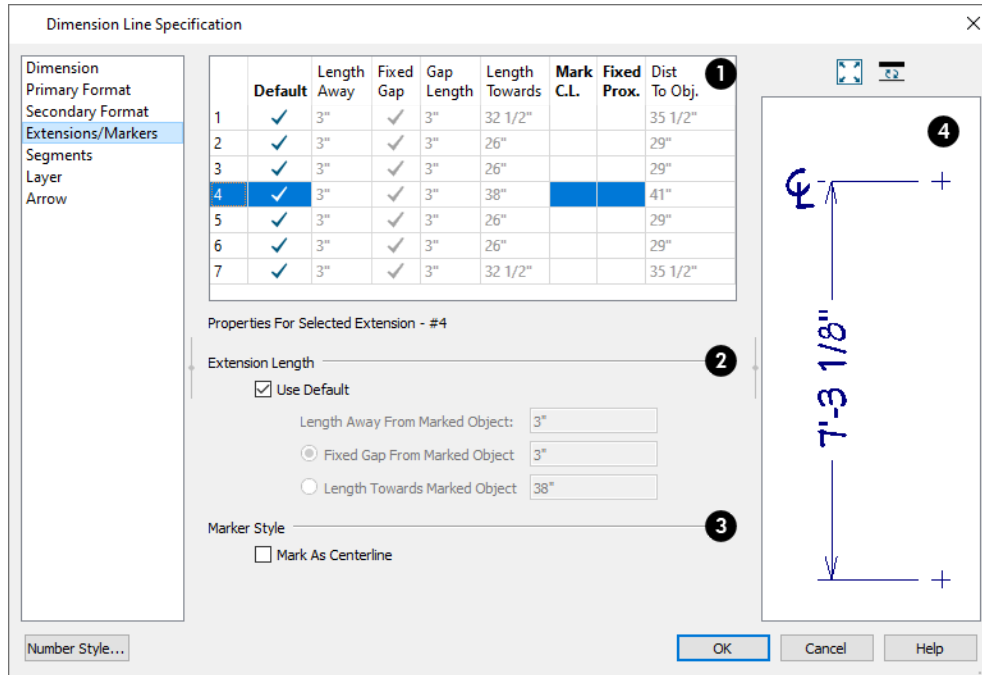 Dimension Line Specification
Dimension
Primary Format
Secondary Format
Extensions/Markers
Segments
Layer
Arrow
Default Length Away Fixed Gap Gap Length Length Towards Mark C.L. Fixed Prox. Dist To Obj. 1
1 3" 3" 32 1/2" 35 1/2"
2 3" 3" 26" 29"
3 3" 3" 26" 29"
4 3" 3" 38" 41"
5 3" 3" 26" 29"
6 3" 3" 26" 29"
7 3" 3" 32 1/2" 35 1/2"
Properties For Selected Extension - #4
Extension Length 2
Use Default
Length Away From Marked Object: 3"
Fixed Gap From Marked Object 3"
Length Towards Marked Object 38"
Marker Style 3
Mark As Centerline
4
℄
7'-3 1/8"
Number Style...
OK
Cancel
Help